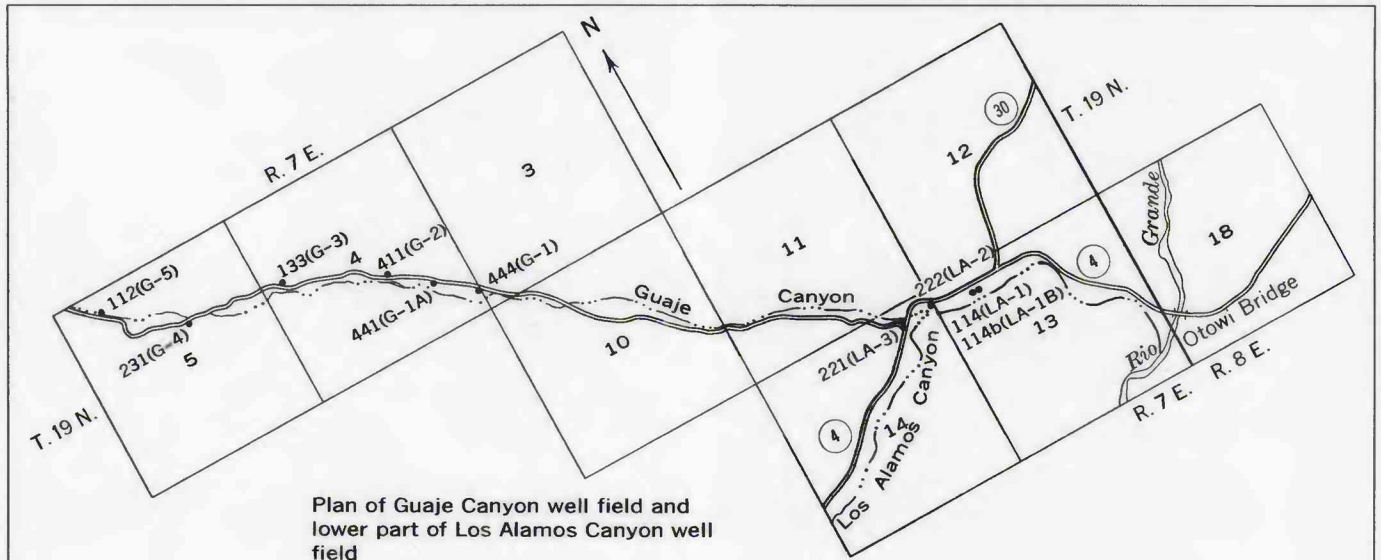 N
30
T. 19 N.
R. 7 E.
3
12
Grande
18
11
133(G-3)
4
411(G-2)
444(G-1)
222(LA-2)
4
112(G-5)
Guaje
Canyon
441(G-1A)
114(LA-1)
114b(LA-1B)
13
Otowi Bridge
231(G-4)
5
10
221(LA-3)
Rio
R. 7 E.
R. 8 E.
T. 19 N.
4
14
Los Alamos Canyon
Plan of Guaje Canyon well field and
lower part of Los Alamos Canyon well
field